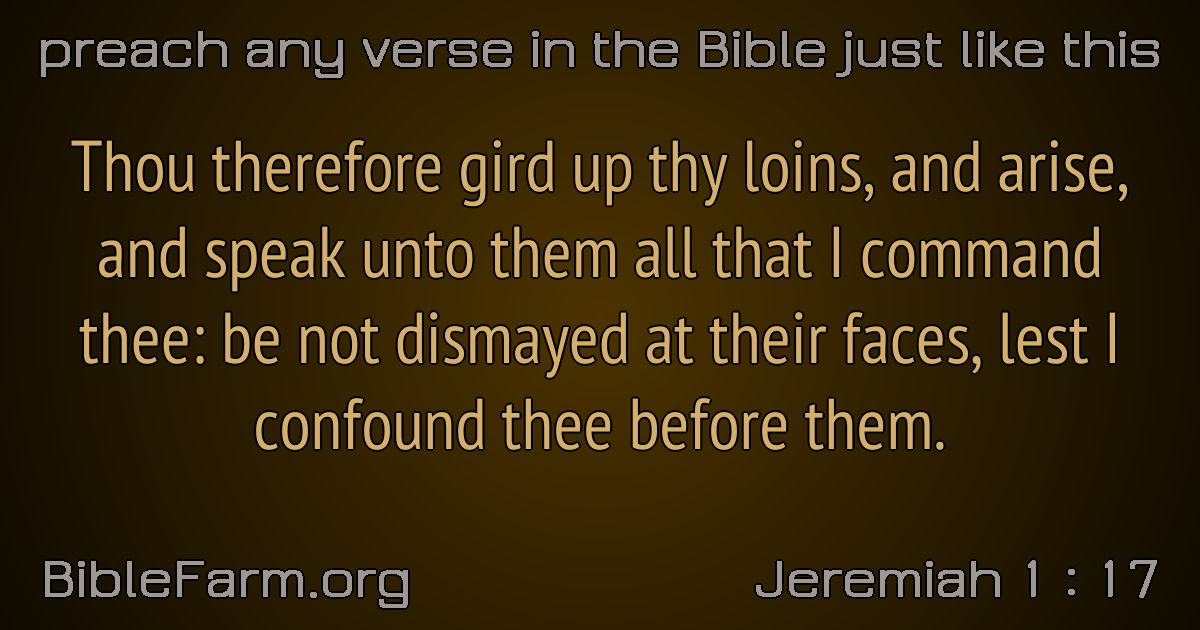 preach any verse in the Bible just like this
Thou therefore gird up thy loins, and arise,
and speak unto them all that I command
thee: be not dismayed at their faces, lest I
confound thee before them.
BibleFarm.org
Jeremiah 1 : 17